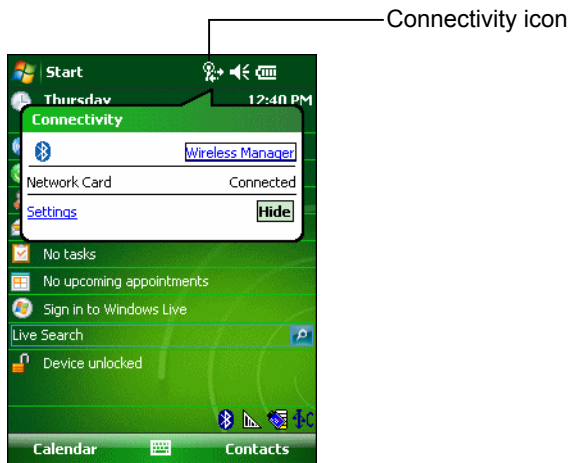 Connectivity icon
Start
Thursday 12:40 PM
Connectivity
Wireless Manager
Network Card Connected
Settings Hide
No tasks
No upcoming appointments
Sign in to Windows Live
Live Search
Device unlocked
C
Calendar Contacts